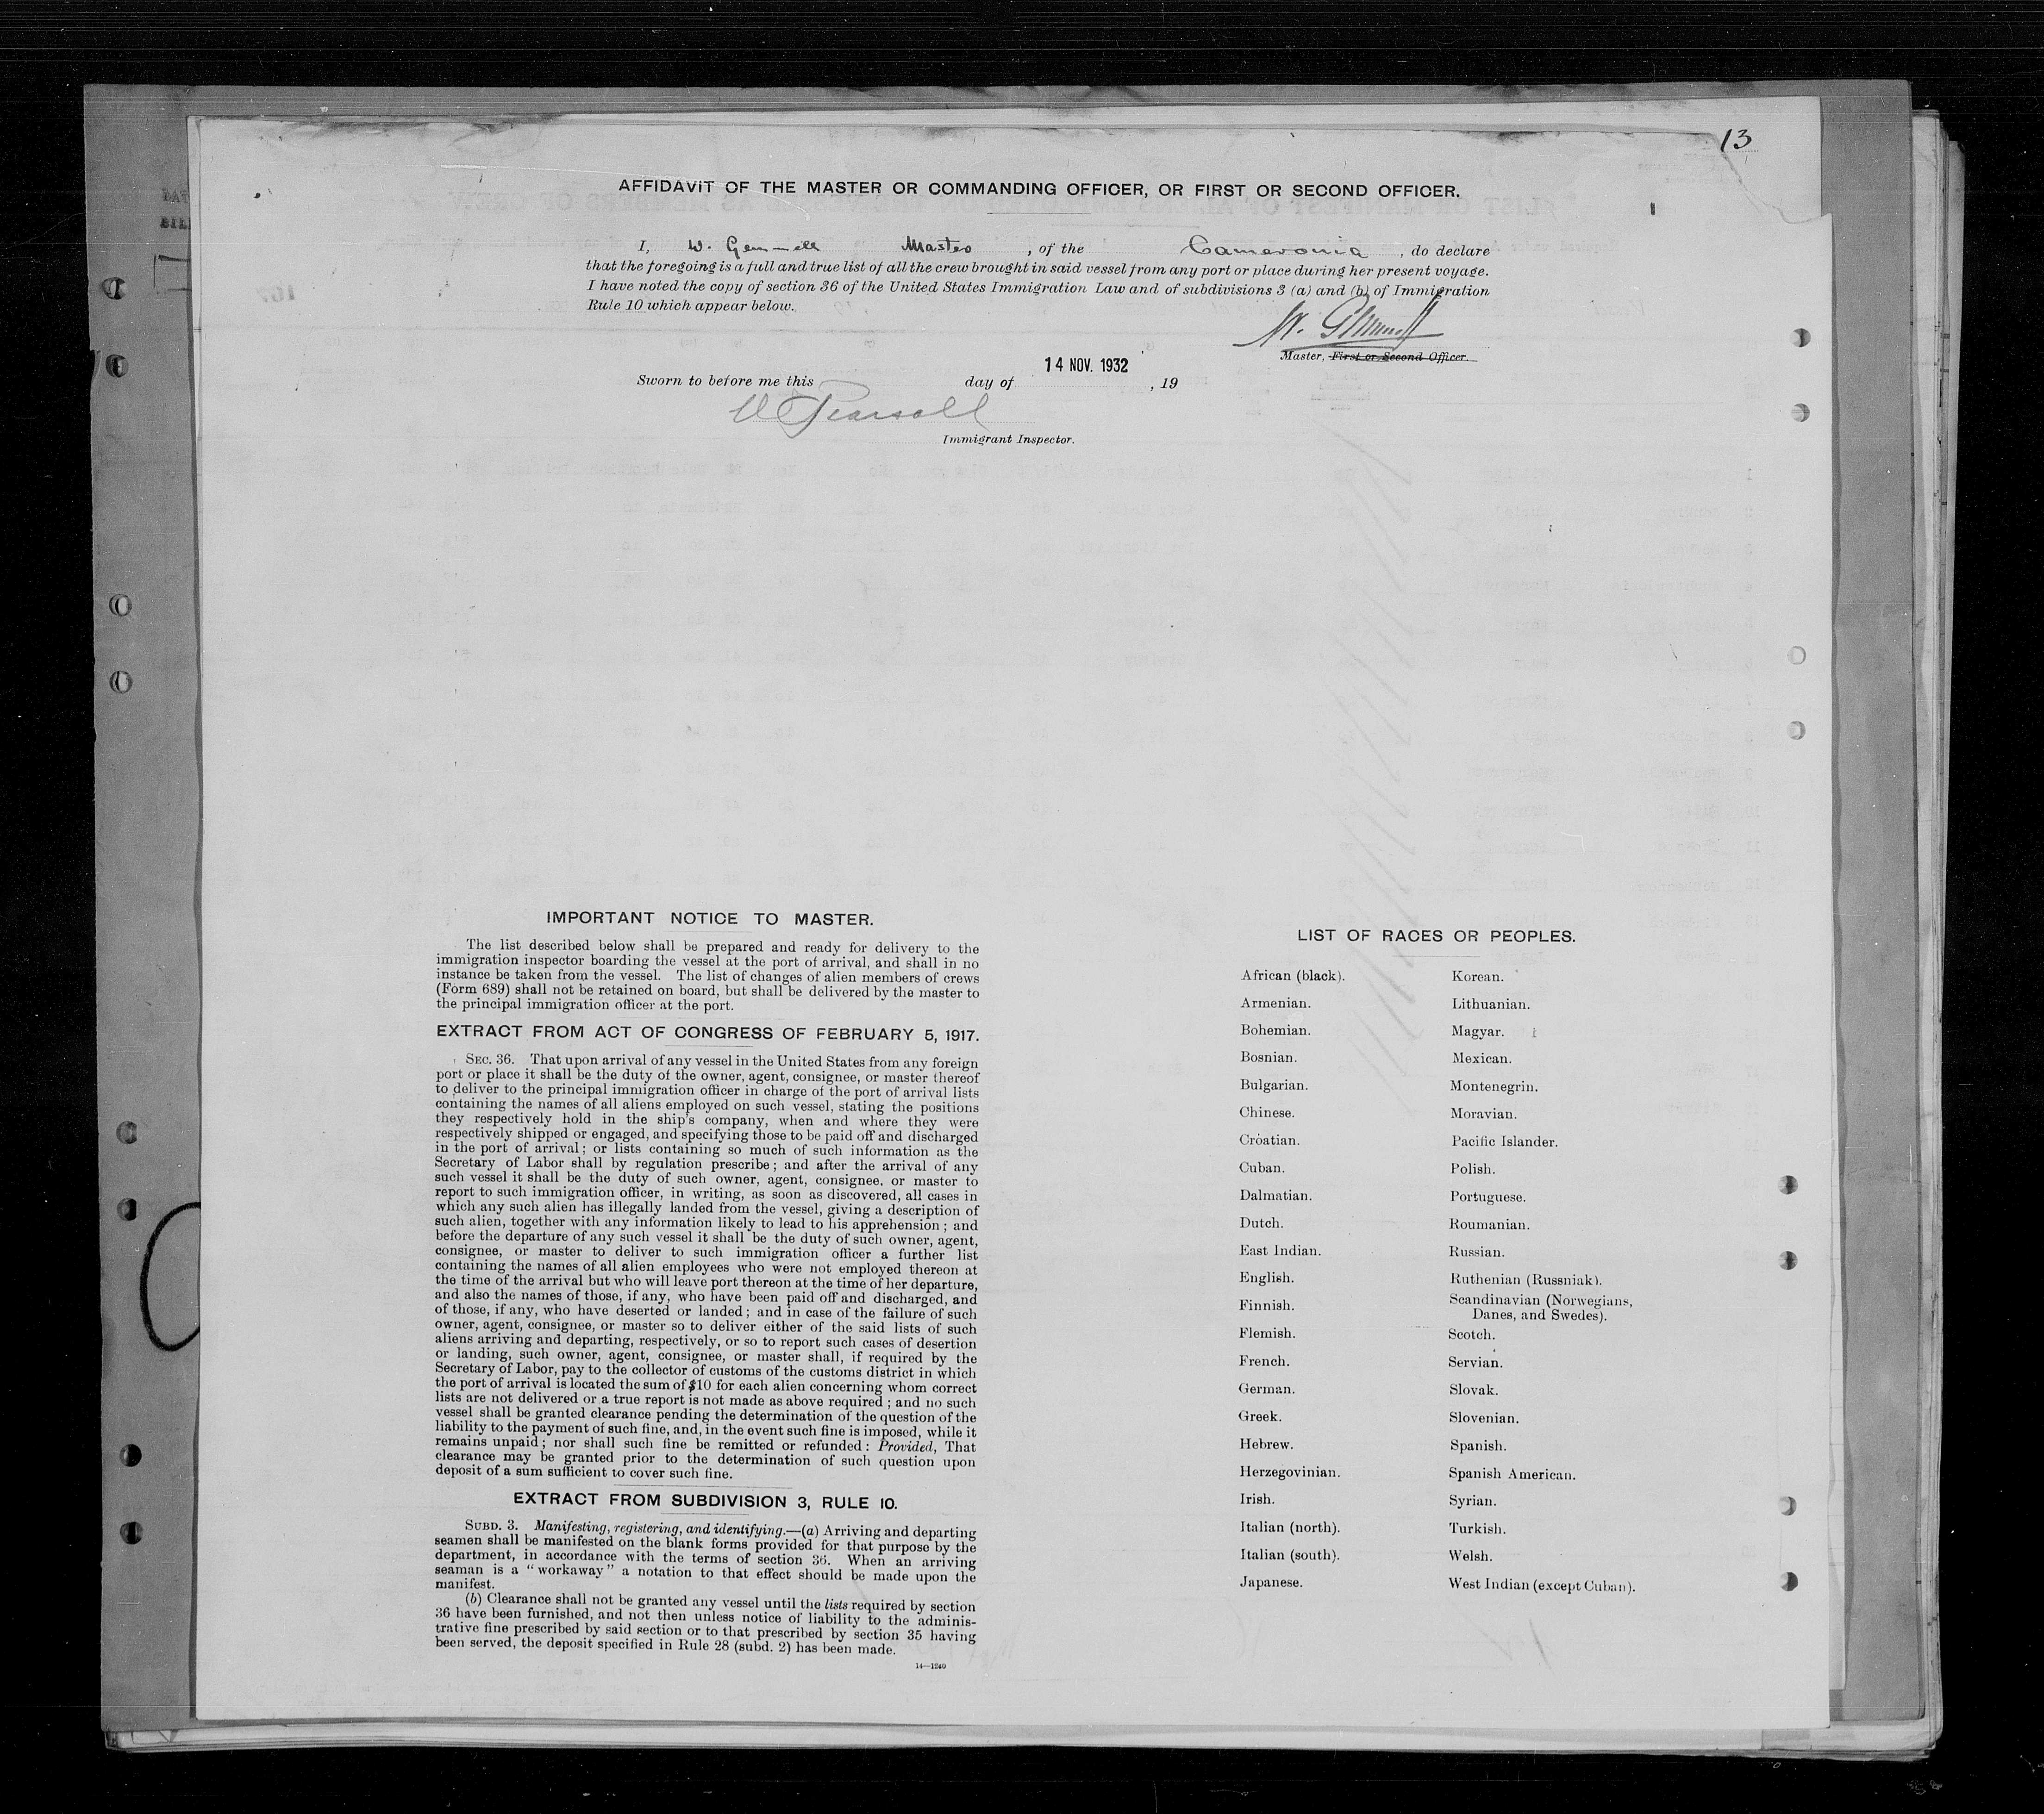 13
AFFIDAVIT OF THE MASTER OR COMMANDING OFFICER, OR FIRST OR SECOND OFFICER.
I, W. Gemmell Master, of the Cameronia, do declare
that the foregoing is a full and true list of all the crew brought in said vessel from any port or place during her present voyage.
I have noted the copy of section 36 of the United States Immigration Law and of subdivisions 3 (a) and (b) of Immigration
Rule 10 which appear below.
W. Gemmell
Master, First or Second Officer.
14 NOV. 1932
Sworn to before me this day of , 19
Immigrant Inspector.
IMPORTANT NOTICE TO MASTER.
The list described below shall be prepared and ready for delivery to the
immigration inspector boarding the vessel at the port of arrival, and shall in no
instance be taken from the vessel. The list of changes of alien members of crews
(Form 689) shall not be retained on board, but shall be delivered by the master to
the principal immigration officer at the port.
EXTRACT FROM ACT OF CONGRESS OF FEBRUARY 5, 1917.
SEC. 36. That upon arrival of any vessel in the United States from any foreign
port or place it shall be the duty of the owner, agent, consignee, or master thereof
to deliver to the principal immigration officer in charge of the port of arrival lists
containing the names of all aliens employed on such vessel, stating the positions
they respectively hold in the ship's company, when and where they were
respectively shipped or engaged, and specifying those to be paid off and discharged
in the port of arrival; or lists containing so much of such information as the
Secretary of Labor shall by regulation prescribe; and after the arrival of any
such vessel it shall be the duty of such owner, agent, consignee, or master to
report to such immigration officer, in writing, as soon as discovered, all cases in
which any such alien has illegally landed from the vessel, giving a description of
such alien, together with any information likely to lead to his apprehension; and
before the departure of any such vessel it shall be the duty of such owner, agent,
consignee, or master to deliver to such immigration officer a further list
containing the names of all alien employees who were not employed thereon at
the time of the arrival but who will leave port thereon at the time of her departure,
and also the names of those, if any, who have been paid off and discharged, and
of those, if any, who have deserted or landed; and in case of the failure of such
owner, agent, consignee, or master so to deliver either of the said lists of such
aliens arriving and departing, respectively, or so to report such cases of desertion
or landing, such owner, agent, consignee, or master shall, if required by the
Secretary of Labor, pay to the collector of customs of the customs district in which
the port of arrival is located the sum of $10 for each alien concerning whom correct
lists are not delivered or a true report is not made as above required; and no such
vessel shall be granted clearance pending the determination of the question of the
liability to the payment of such fine, and, in the event such fine is imposed, while it
remains unpaid; nor shall such fine be remitted or refunded: Provided, That
clearance may be granted prior to the determination of such question upon
deposit of a sum sufficient to cover such fine.
EXTRACT FROM SUBDIVISION 3, RULE 10.
SUBD. 3. Manifesting, registering, and identifying.—(a) Arriving and departing
seamen shall be manifested on the blank forms provided for that purpose by the
department, in accordance with the terms of section 36. When an arriving
seaman is a "workaway" a notation to that effect should be made upon the
manifest.
(b) Clearance shall not be granted any vessel until the lists required by section
36 have been furnished, and not then unless notice of liability to the adminis-
trative fine prescribed by said section or to that prescribed by section 35 having
been served, the deposit specified in Rule 28 (subd. 2) has been made.
14—1240
LIST OF RACES OR PEOPLES.
African (black). Korean.
Armenian. Lithuanian.
Bohemian. Magyar.
Bosnian. Mexican.
Bulgarian. Montenegrin.
Chinese. Moravian.
Croatian. Pacific Islander.
Cuban. Polish.
Dalmatian. Portuguese.
Dutch. Roumanian.
East Indian. Russian.
English. Ruthenian (Russniak).
Finnish. Scandinavian (Norwegians,
Danes, and Swedes).
Flemish. Scotch.
French. Servian.
German. Slovak.
Greek. Slovenian.
Hebrew. Spanish.
Herzegovinian. Spanish American.
Irish. Syrian.
Italian (north). Turkish.
Italian (south). Welsh.
Japanese. West Indian (except Cuban).